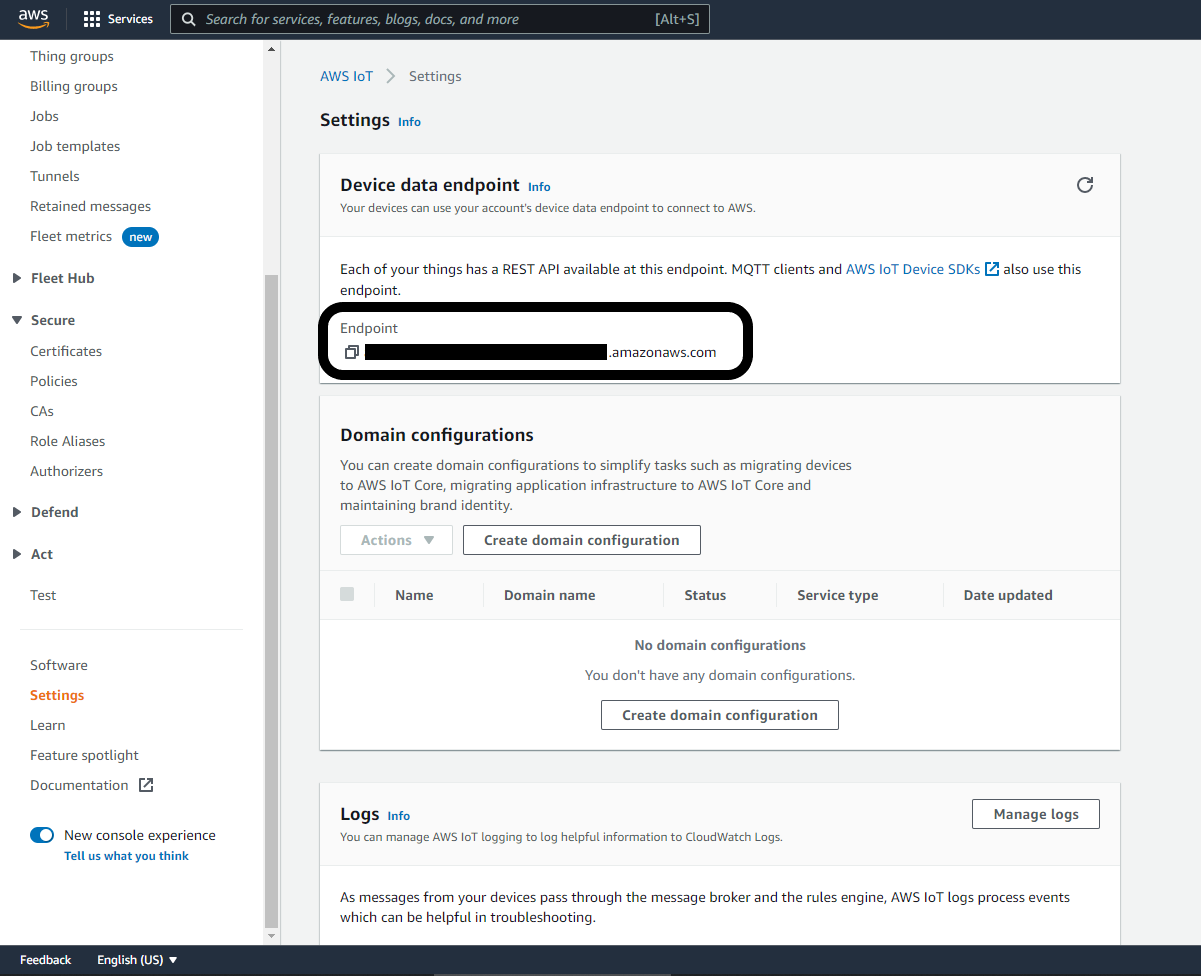 aws
Services
Search for services, features, blogs, docs, and more
[Alt+S]
Thing groups
Billing groups
Jobs
Job templates
Tunnels
Retained messages
Fleet metrics new
Fleet Hub
Secure
Certificates
Policies
CAs
Role Aliases
Authorizers
Defend
Act
Test
Software
Settings
Learn
Feature spotlight
Documentation
New console experience
Tell us what you think
AWS IoT > Settings
Settings Info
Device data endpoint Info
Your devices can use your account's device data endpoint to connect to AWS.
Each of your things has a REST API available at this endpoint. MQTT clients and AWS IoT Device SDKs also use this
endpoint.
Endpoint
.amazonaws.com
Domain configurations
You can create domain configurations to simplify tasks such as migrating devices
to AWS IoT Core, migrating application infrastructure to AWS IoT Core and
maintaining brand identity.
Actions
Create domain configuration
Name Domain name Status Service type Date updated
No domain configurations
You don't have any domain configurations.
Create domain configuration
Logs Info
Manage logs
You can manage AWS IoT logging to log helpful information to CloudWatch Logs.
As messages from your devices pass through the message broker and the rules engine, AWS IoT logs process events
which can be helpful in troubleshooting.
Feedback English (US)